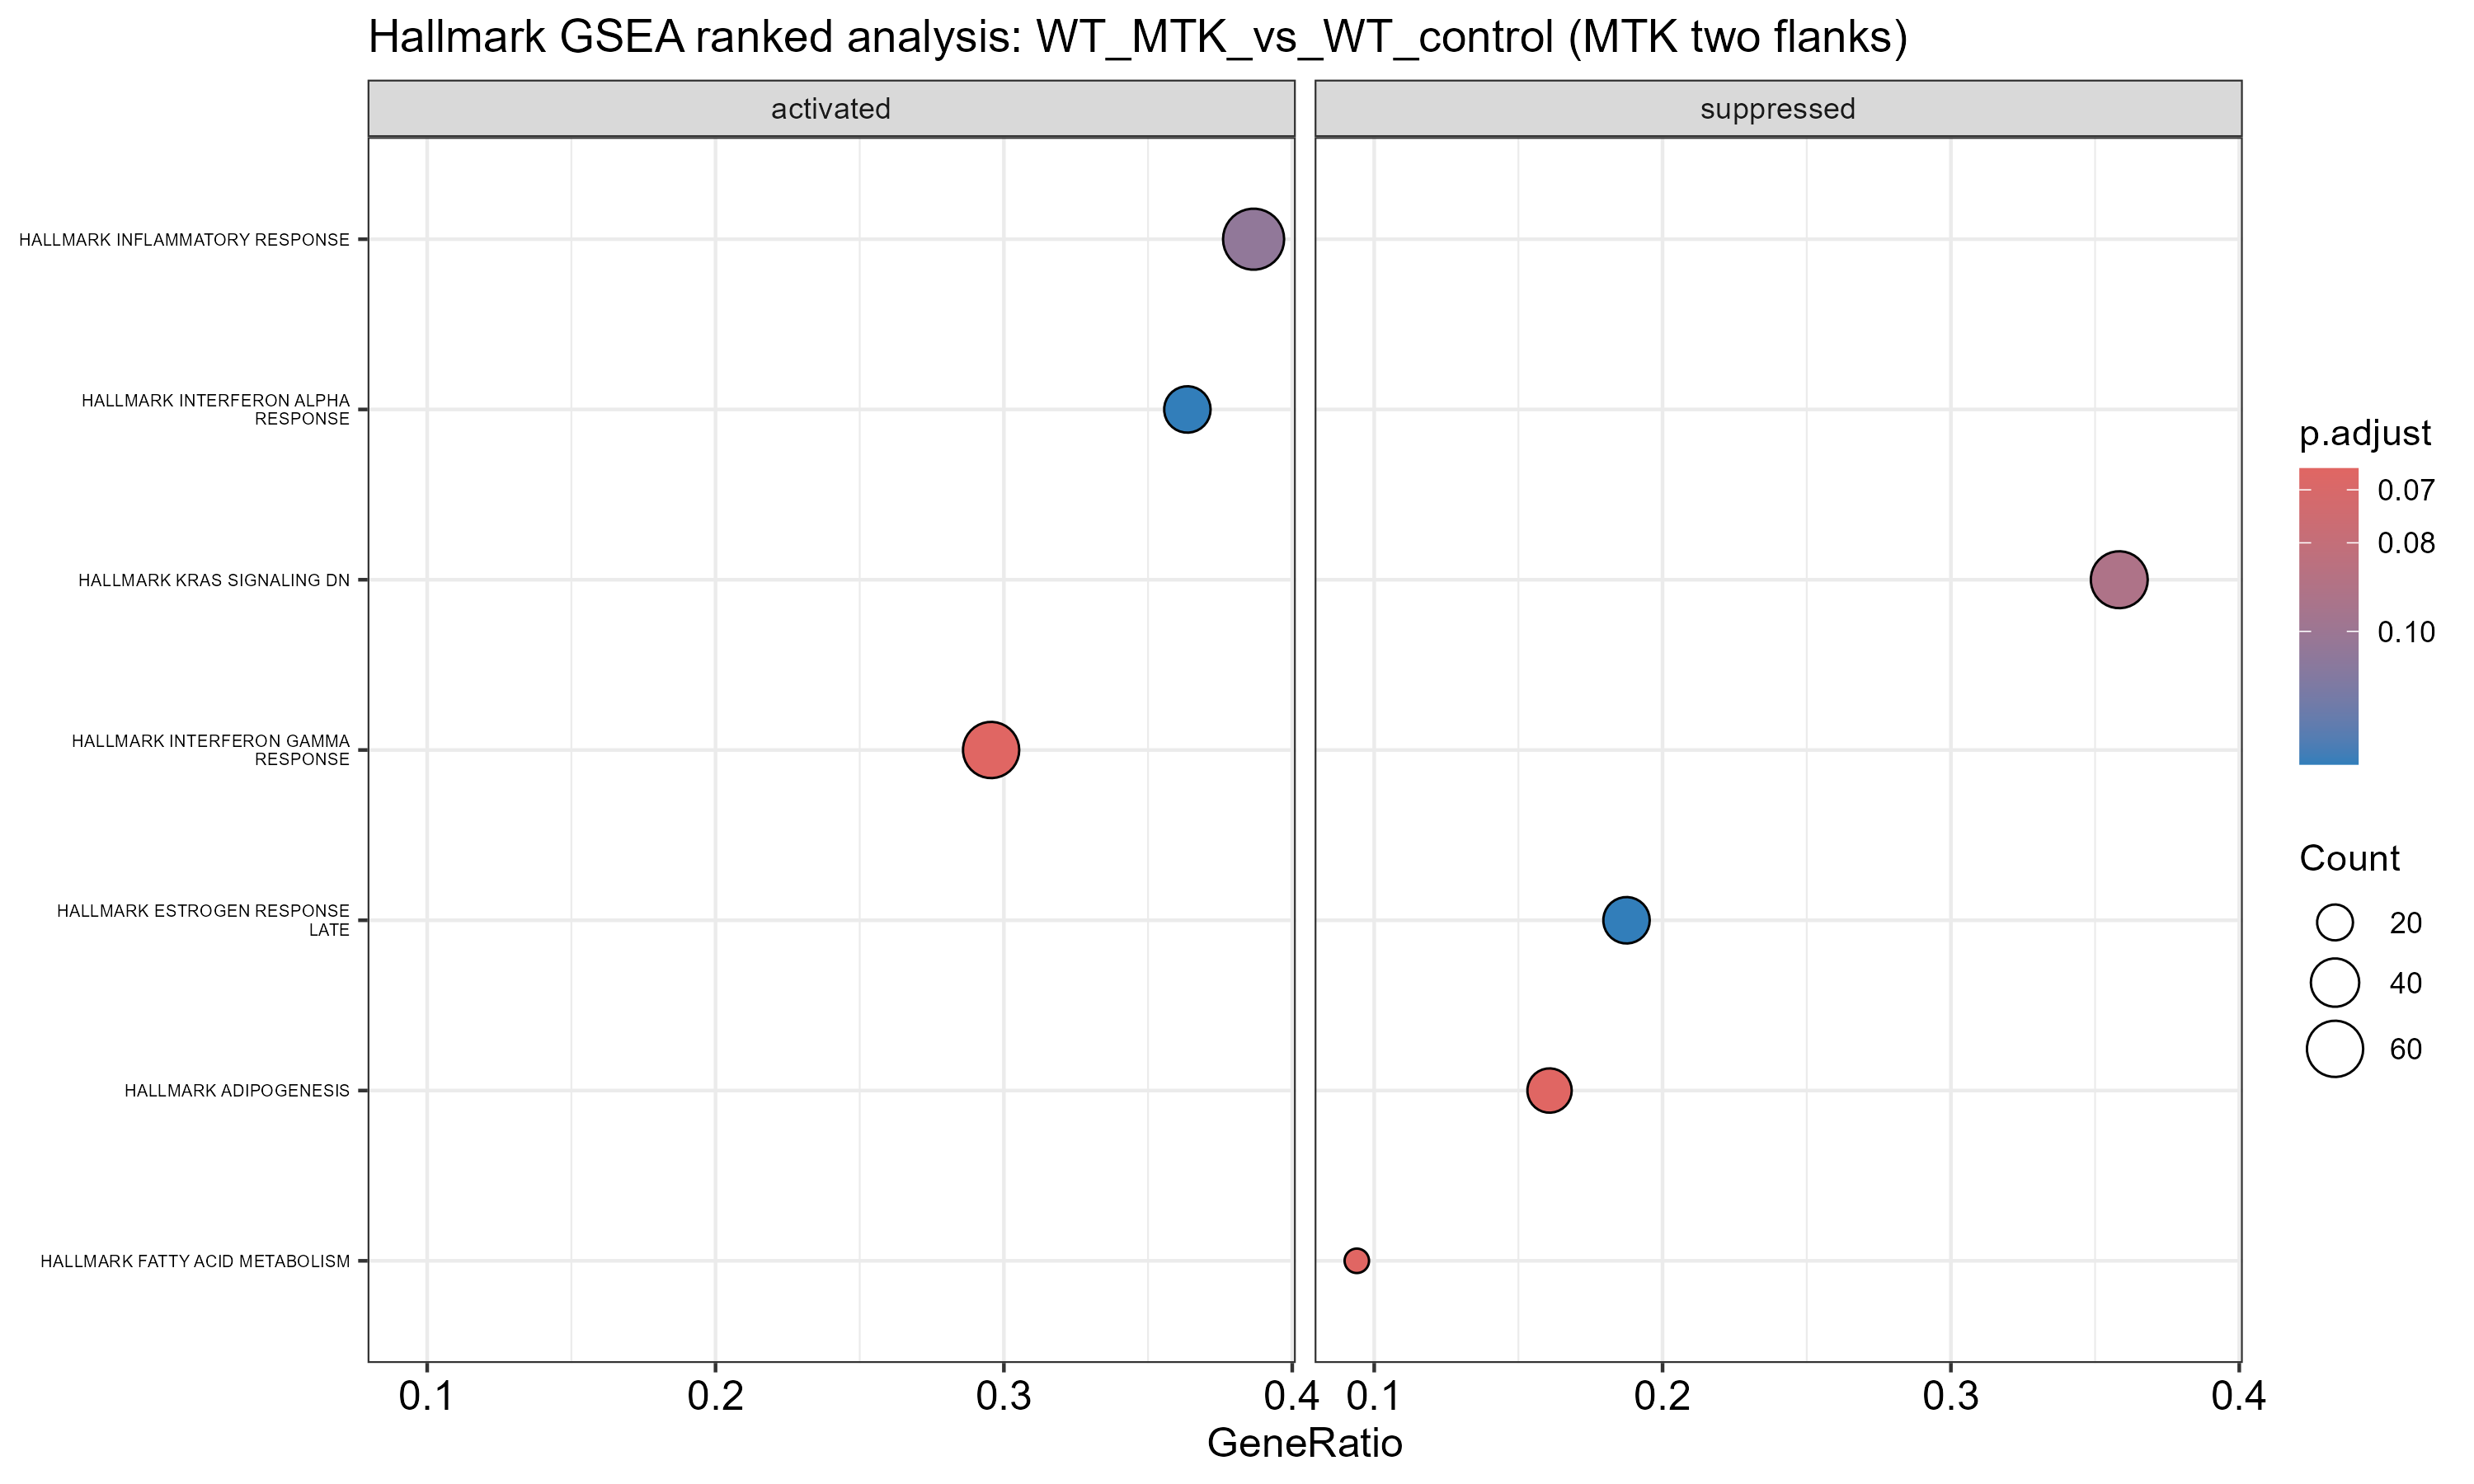 Hallmark GSEA ranked analysis: WT_MTK_vs_WT_control (MTK two flanks)
activated
suppressed
HALLMARK INFLAMMATORY RESPONSE
HALLMARK INTERFERON ALPHA
RESPONSE
HALLMARK KRAS SIGNALING DN
HALLMARK INTERFERON GAMMA
RESPONSE
HALLMARK ESTROGEN RESPONSE
LATE
HALLMARK ADIPOGENESIS
HALLMARK FATTY ACID METABOLISM
0.1
0.2
0.3
0.4
0.1
0.2
0.3
0.4
GeneRatio
p.adjust
0.07
0.08
0.10
Count
20
40
60